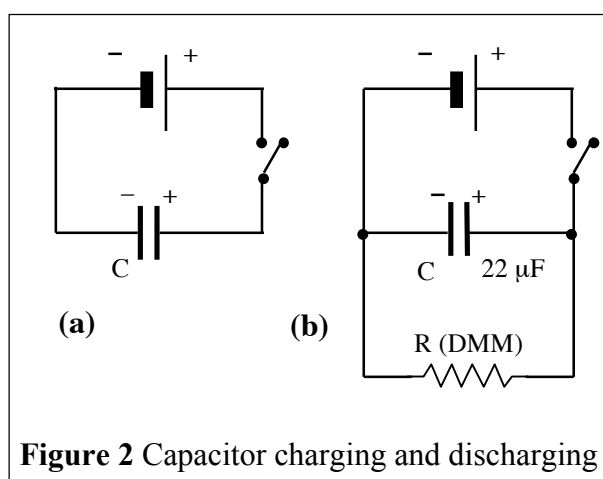 − + − +
− + − +
C C 22 μF
(a) (b)
R (DMM)
Figure 2 Capacitor charging and discharging